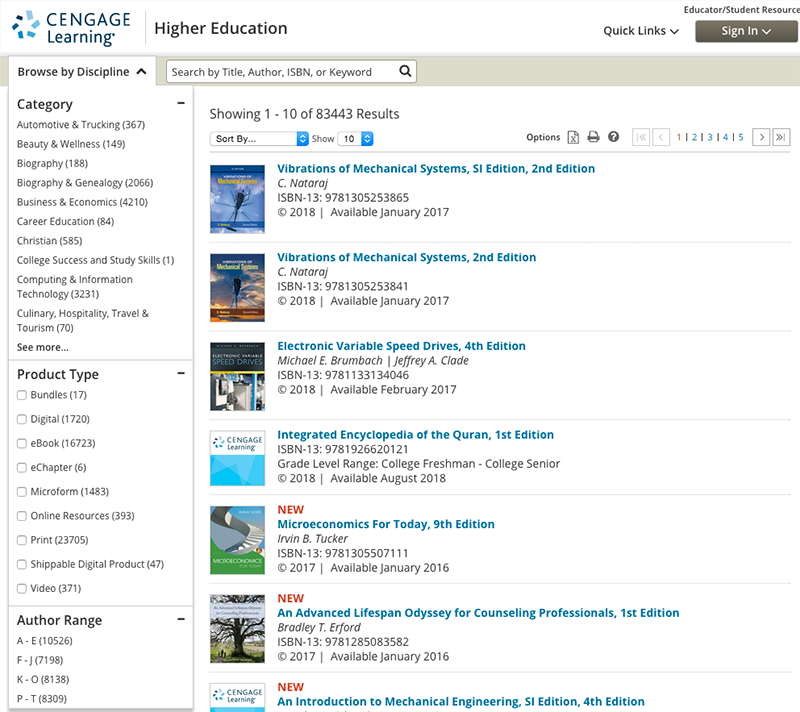 Educator/Student Resource
CENGAGE
Learning
Higher Education
Quick Links
Sign In
Browse by Discipline
Search by Title, Author, ISBN, or Keyword
Category
Automotive & Trucking (367)
Beauty & Wellness (149)
Biography (188)
Biography & Genealogy (2066)
Business & Economics (4210)
Career Education (84)
Christian (585)
College Success and Study Skills (1)
Computing & Information
Technology (3231)
Culinary, Hospitality, Travel &
Tourism (70)
See more...
Product Type
Bundles (17)
Digital (1720)
eBook (16723)
eChapter (6)
Microform (1483)
Online Resources (393)
Print (23705)
Shippable Digital Product (47)
Video (371)
Author Range
A - E (10526)
F - J (7198)
K - O (8138)
P - T (8309)
Showing 1 - 10 of 83443 Results
Sort By... Show 10
Options 1 | 2 | 3 | 4 | 5
Vibrations of Mechanical Systems, SI Edition, 2nd Edition
C. Nataraj
ISBN-13: 9781305253865
© 2018 | Available January 2017
Vibrations of Mechanical Systems, 2nd Edition
C. Nataraj
ISBN-13: 9781305253841
© 2018 | Available January 2017
ELECTRONIC VARIABLE
SPEED DRIVES
Electronic Variable Speed Drives, 4th Edition
Michael E. Brumbach | Jeffrey A. Clade
ISBN-13: 9781133134046
© 2018 | Available February 2017
CENGAGE
Learning
Integrated Encyclopedia of the Quran, 1st Edition
ISBN-13: 9781926620121
Grade Level Range: College Freshman - College Senior
© 2018 | Available August 2018
MICROECONOMICS
NEW
Microeconomics For Today, 9th Edition
Irvin B. Tucker
ISBN-13: 9781305507111
© 2017 | Available January 2016
NEW
An Advanced Lifespan Odyssey for Counseling Professionals, 1st Edition
Bradley T. Erford
ISBN-13: 9781285083582
© 2017 | Available January 2016
CENGAGE
Learning
NEW
An Introduction to Mechanical Engineering, SI Edition, 4th Edition